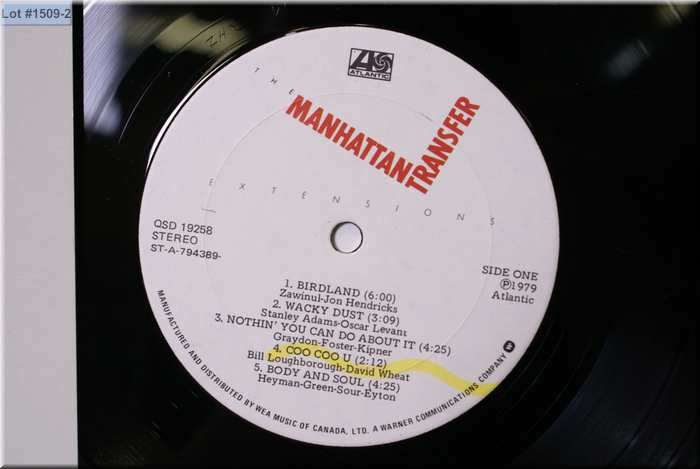 Lot #1509-2
ATLANTIC
THE
MANHATTAN
TRANSFER
EXTENSIONS
QSD 19258
STEREO
ST-A-794389-
SIDE ONE
Ⓟ1979
Atlantic
1. BIRDLAND (6:00)
Zawinul-Jon Hendricks
2. WACKY DUST (3:09)
Stanley Adams-Oscar Levant
3. NOTHIN' YOU CAN DO ABOUT IT (4:25)
Graydon-Foster-Kipner
4. COO COO U (2:12)
Bill Loughborough-David Wheat
5. BODY AND SOUL (4:25)
Heyman-Green-Sour-Eyton
MANUFACTURED AND DISTRIBUTED BY WEA MUSIC OF CANADA, LTD. A WARNER COMMUNICATIONS COMPANY